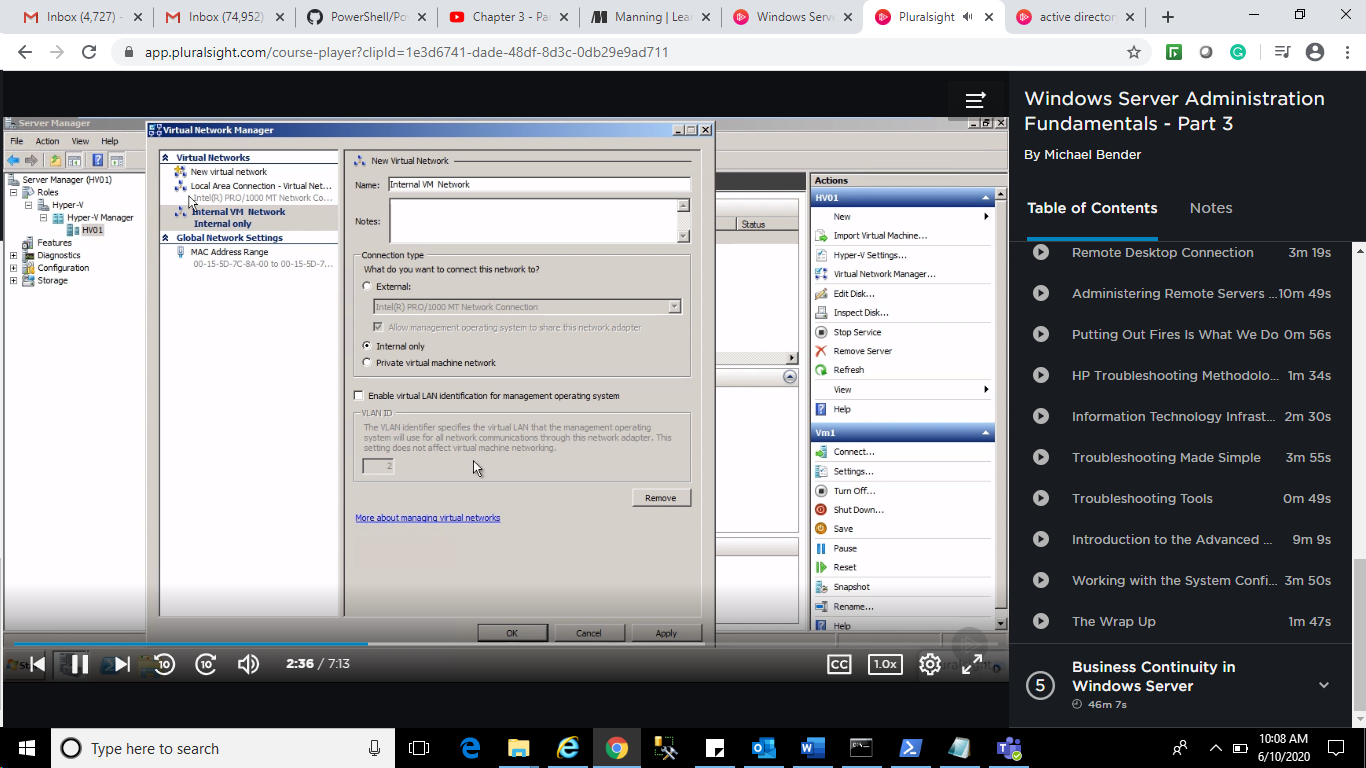 Inbox (4,727) -
Inbox (74,952)
PowerShell/Po
Chapter 3 - Pa
Manning | Lea
Windows Serv
Pluralsight
active director
app.pluralsight.com/course-player?clipId=1e3d6741-dade-48df-8d3c-0db29e9ad711
Server Manager
File Action View Help
Server Manager (HV01)
Roles
Hyper-V
Hyper-V Manager
HV01
Features
Diagnostics
Configuration
Storage
Virtual Network Manager
Virtual Networks
New virtual network
Local Area Connection - Virtual Net...
Intel(R) PRO/1000 MT Network Co...
Internal VM Network
Internal only
Global Network Settings
MAC Address Range
00-15-5D-7C-8A-00 to 00-15-5D-7...
New Virtual Network
Name: Internal VM Network
Notes:
Connection type
What do you want to connect this network to?
External:
Intel(R) PRO/1000 MT Network Connection
Allow management operating system to share this network adapter
Internal only
Private virtual machine network
Enable virtual LAN identification for management operating system
VLAN ID
The VLAN identifier specifies the virtual LAN that the management operating
system will use for all network communications through this network adapter. This
setting does not affect virtual machine networking.
2
Remove
More about managing virtual networks
OK Cancel Apply
Status
Actions
HV01
New
Import Virtual Machine...
Hyper-V Settings...
Virtual Network Manager...
Edit Disk...
Inspect Disk...
Stop Service
Remove Server
Refresh
View
Help
Vm1
Connect...
Settings...
Turn Off...
Shut Down...
Save
Pause
Reset
Snapshot
Rename...
Help
10
10
2:36 / 7:13
CC
1.0x
Windows Server Administration
Fundamentals - Part 3
By Michael Bender
Table of Contents Notes
Remote Desktop Connection 3m 19s
Administering Remote Servers ...10m 49s
Putting Out Fires Is What We Do 0m 56s
HP Troubleshooting Methodolo... 1m 34s
Information Technology Infrast... 2m 30s
Troubleshooting Made Simple 3m 55s
Troubleshooting Tools 0m 49s
Introduction to the Advanced ... 9m 9s
Working with the System Confi... 3m 50s
The Wrap Up 1m 47s
5
Business Continuity in
Windows Server
46m 7s
Type here to search
10:08 AM
6/10/2020